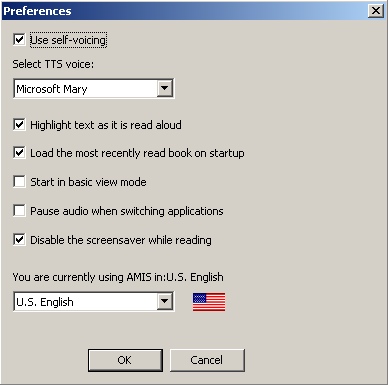 Preferences
Use self-voicing
Select TTS voice:
Microsoft Mary
Highlight text as it is read aloud
Load the most recently read book on startup
Start in basic view mode
Pause audio when switching applications
Disable the screensaver while reading
You are currently using AMIS in:U.S. English
U.S. English
OK Cancel